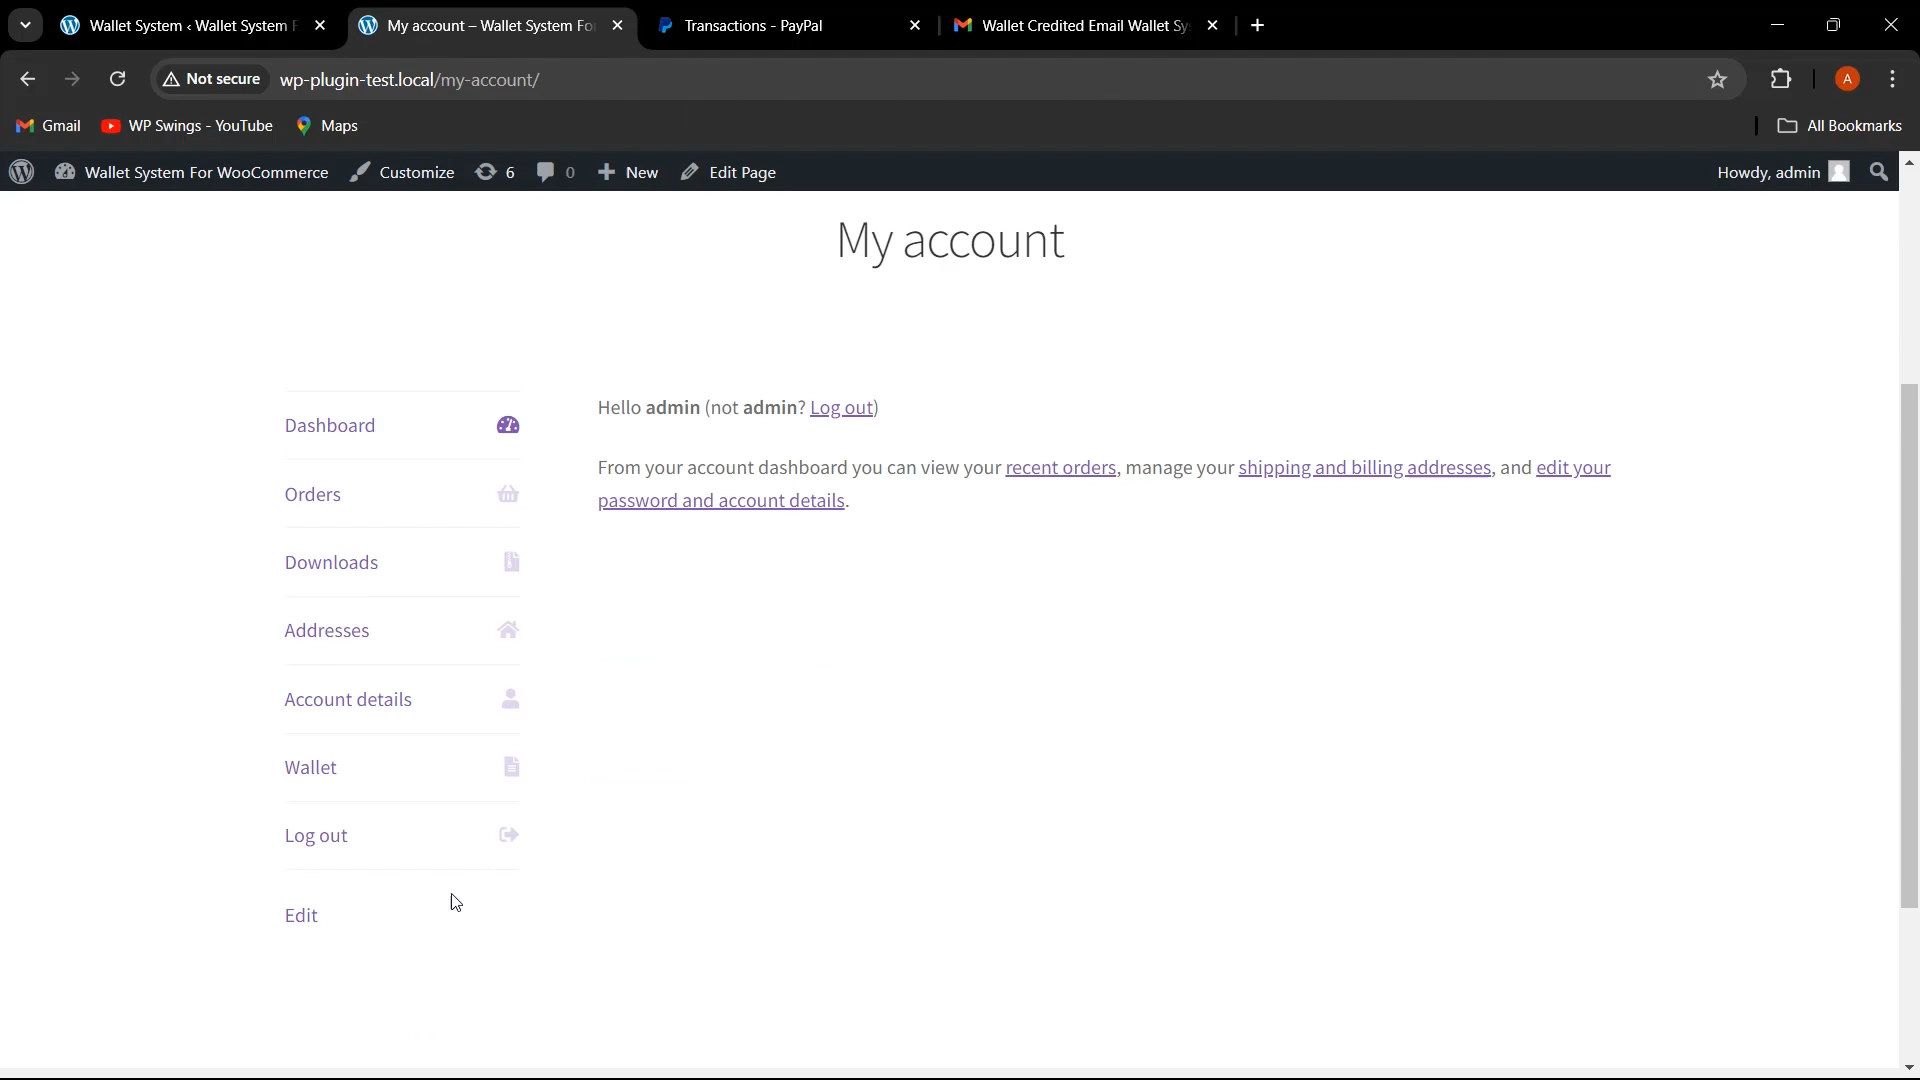 Wallet System ‹ Wallet System F
My account – Wallet System Fo
Transactions - PayPal
Wallet Credited Email Wallet Sy
Not secure
wp-plugin-test.local/my-account/
A
Gmail
WP Swings - YouTube
Maps
All Bookmarks
Wallet System For WooCommerce
Customize
6
0
New
Edit Page
Howdy, admin
My account
Dashboard
Orders
Downloads
Addresses
Account details
Wallet
Log out
Edit
Hello admin (not admin? Log out)
From your account dashboard you can view your recent orders, manage your shipping and billing addresses, and edit your
password and account details.